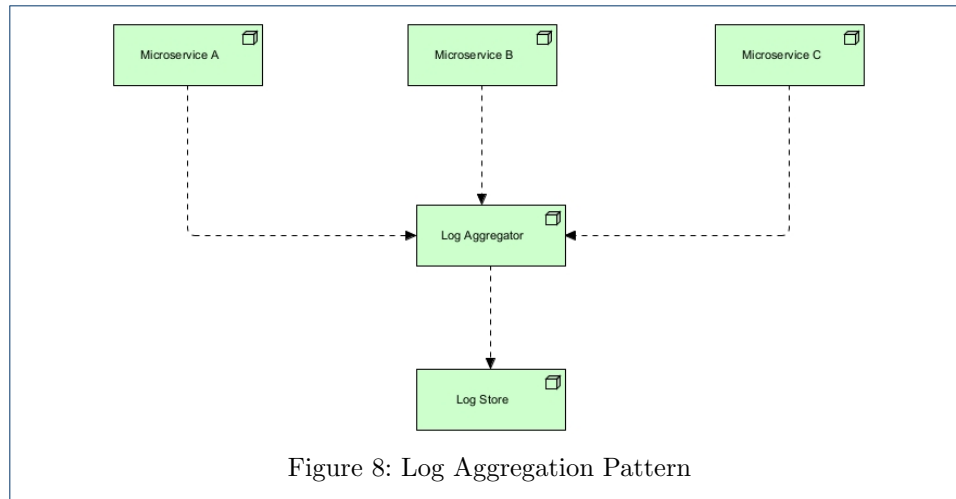 Microservice A
Microservice B
Microservice C
Log Aggregator
Log Store
Figure 8: Log Aggregation Pattern